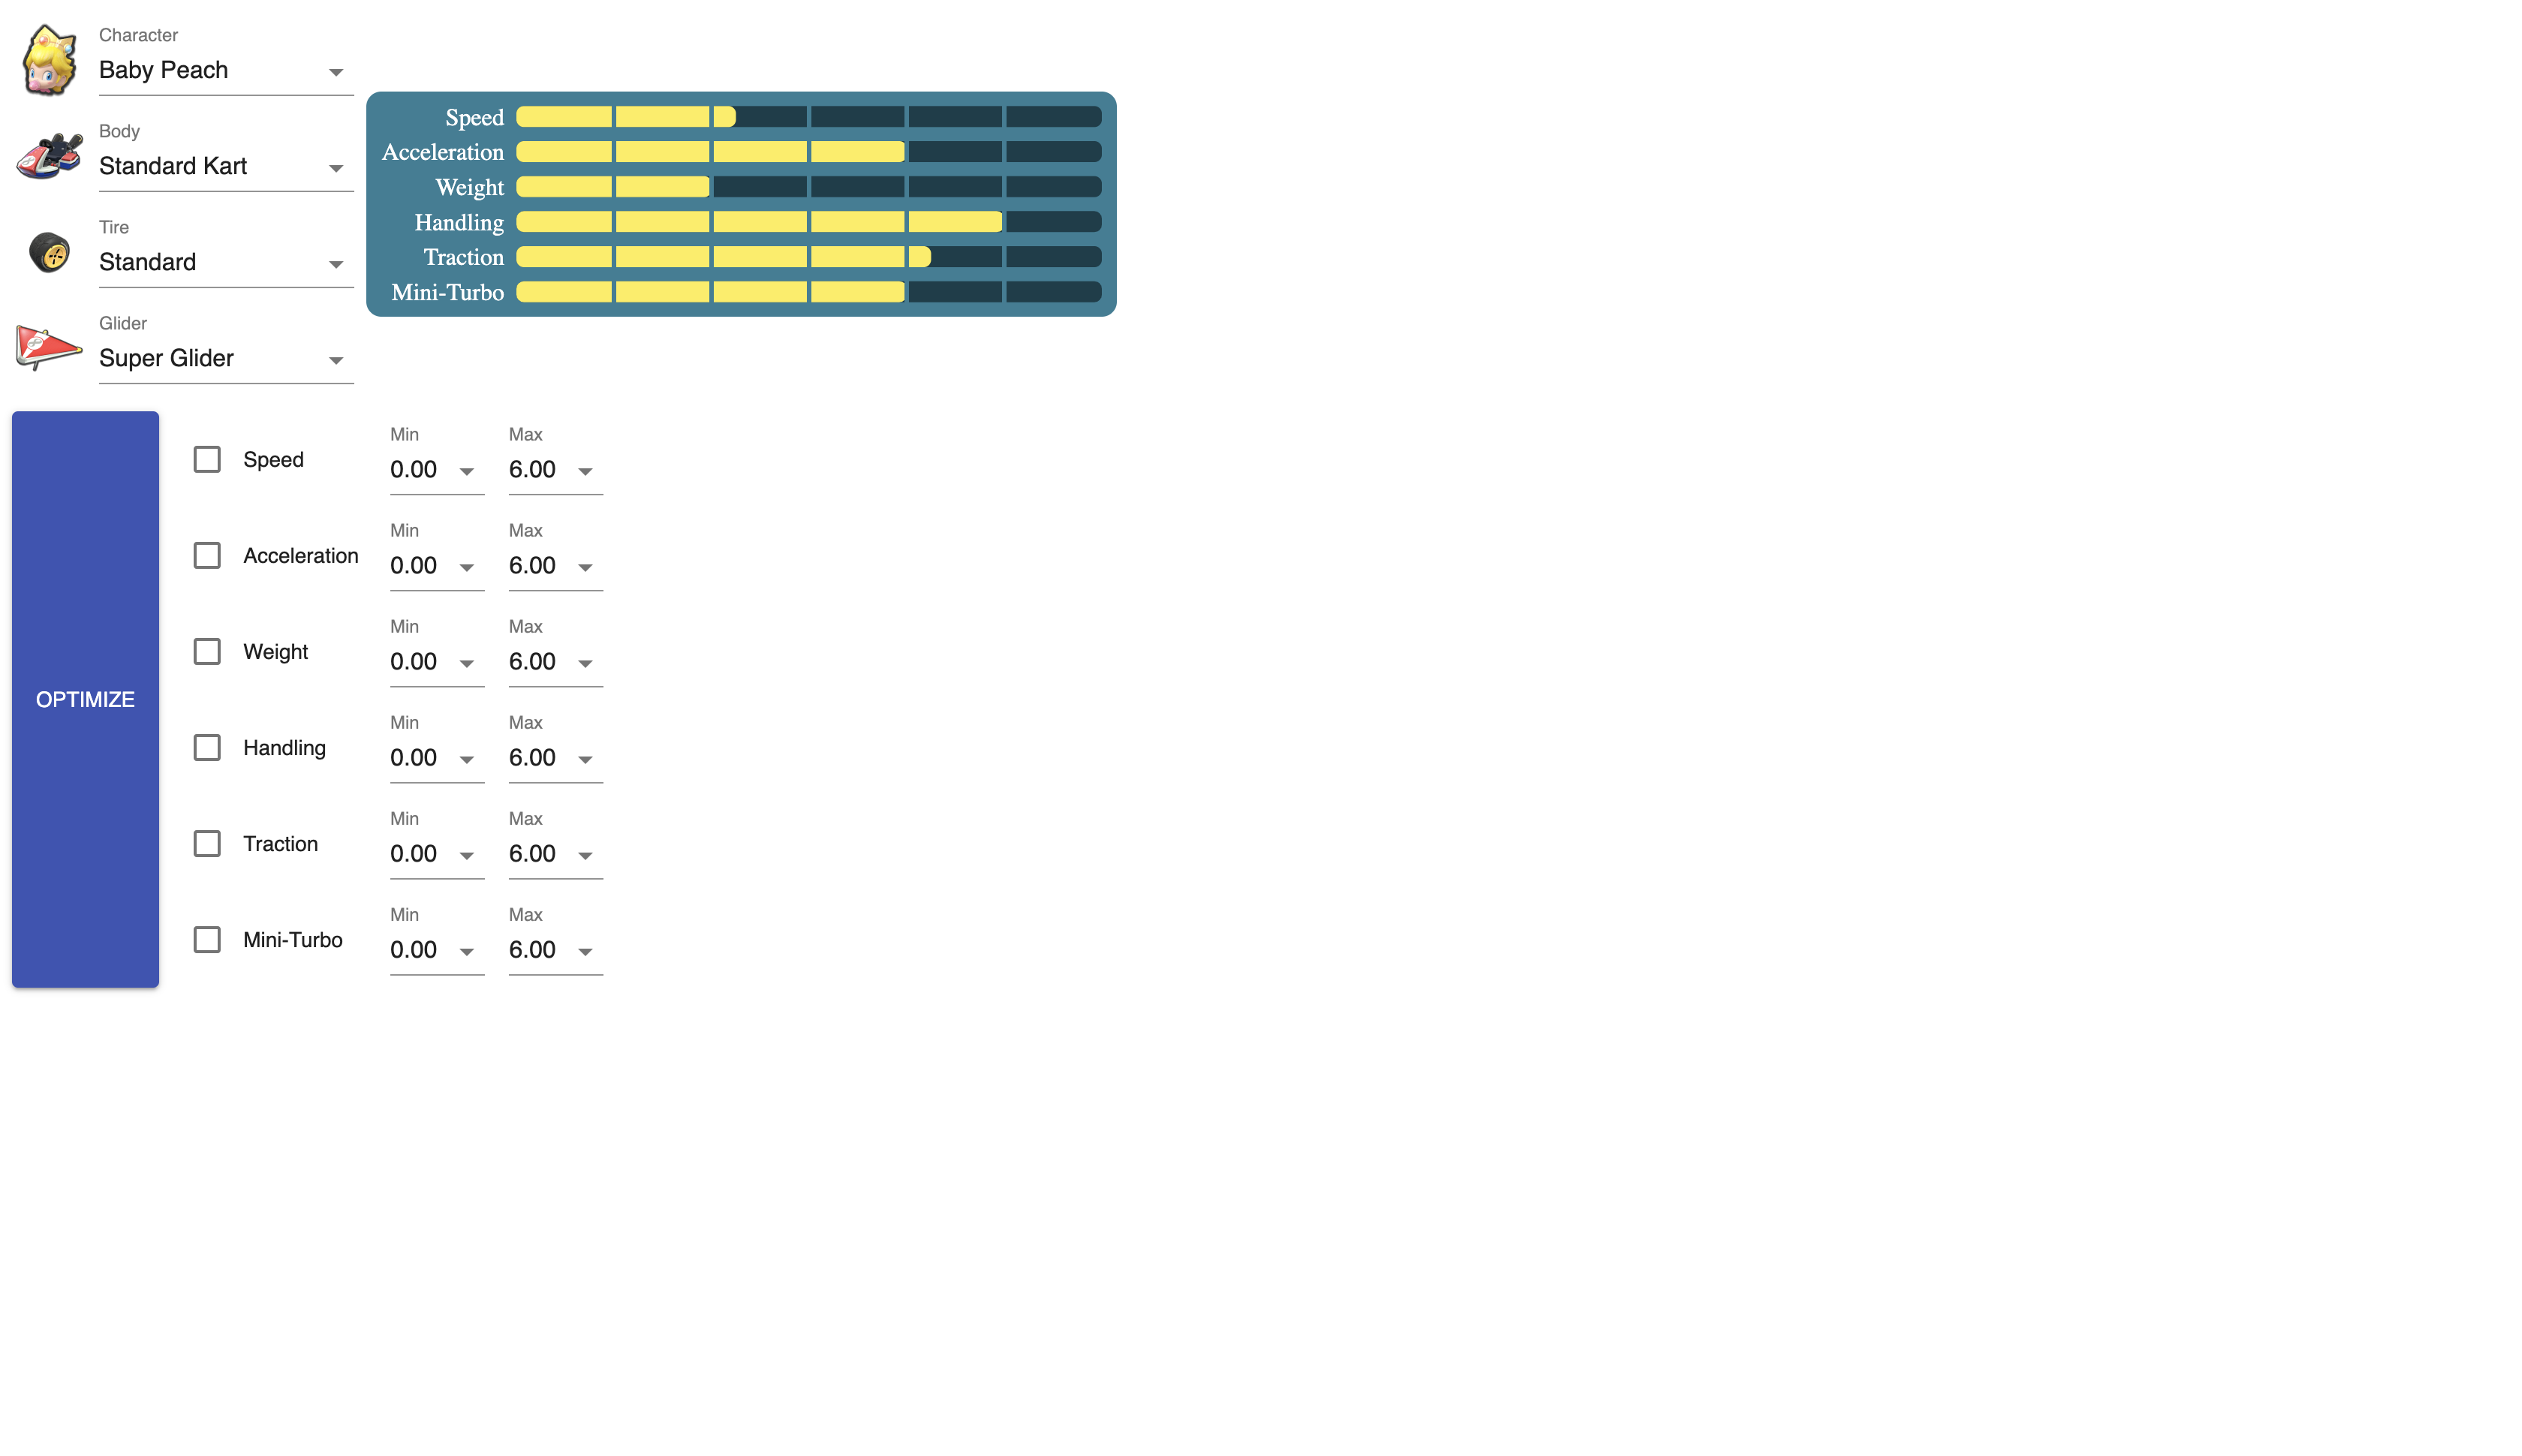 Character
Baby Peach
Body
Standard Kart
Tire
Standard
Glider
Super Glider
Speed
Acceleration
Weight
Handling
Traction
Mini-Turbo
OPTIMIZE
Speed
Min
0.00
Max
6.00
Acceleration
Min
0.00
Max
6.00
Weight
Min
0.00
Max
6.00
Handling
Min
0.00
Max
6.00
Traction
Min
0.00
Max
6.00
Mini-Turbo
Min
0.00
Max
6.00